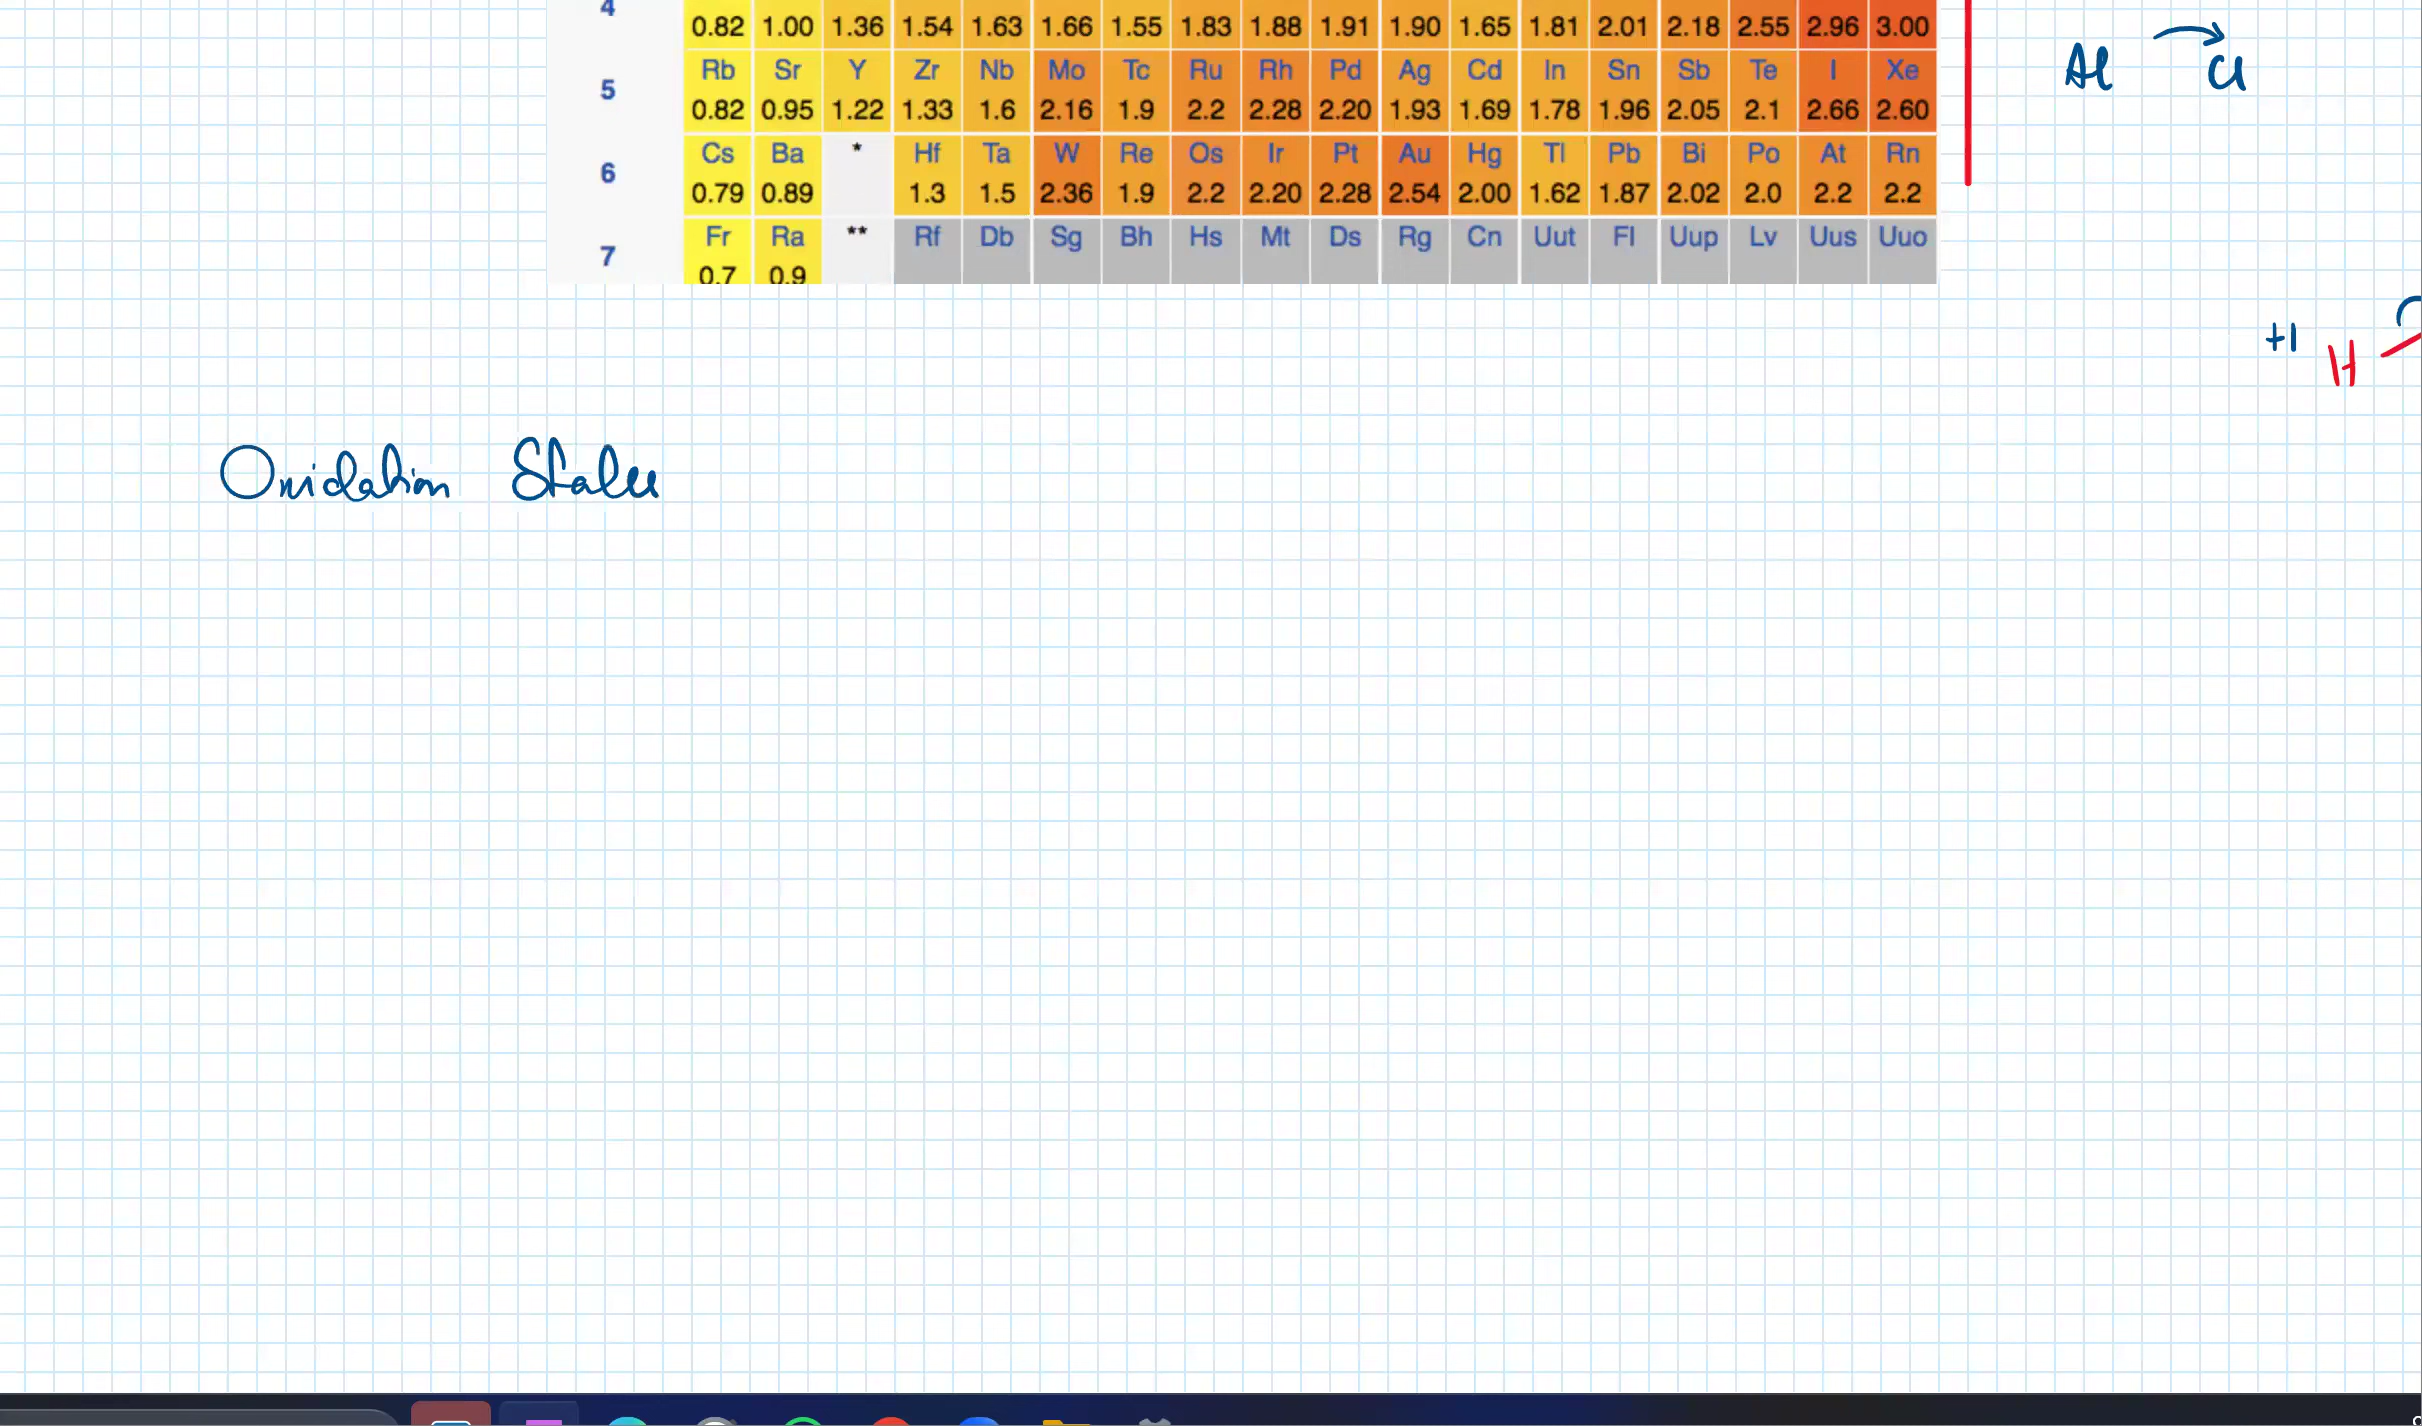 4
0.82 1.00 1.36 1.54 1.63 1.66 1.55 1.83 1.88 1.91 1.90 1.65 1.81 2.01 2.18 2.55 2.96 3.00
Al Cl
Rb Sr Y Zr Nb Mo Tc Ru Rh Pd Ag Cd In Sn Sb Te I Xe
5
0.82 0.95 1.22 1.33 1.6 2.16 1.9 2.2 2.28 2.20 1.93 1.69 1.78 1.96 2.05 2.1 2.66 2.60
Cs Ba * Hf Ta W Re Os Ir Pt Au Hg Tl Pb Bi Po At Rn
6
0.79 0.89 1.3 1.5 2.36 1.9 2.2 2.20 2.28 2.54 2.00 1.62 1.87 2.02 2.0 2.2 2.2
Fr Ra ** Rf Db Sg Bh Hs Mt Ds Rg Cn Uut Fl Uup Lv Uus Uuo
7
0.7 0.9
+1 H
Oxidation States